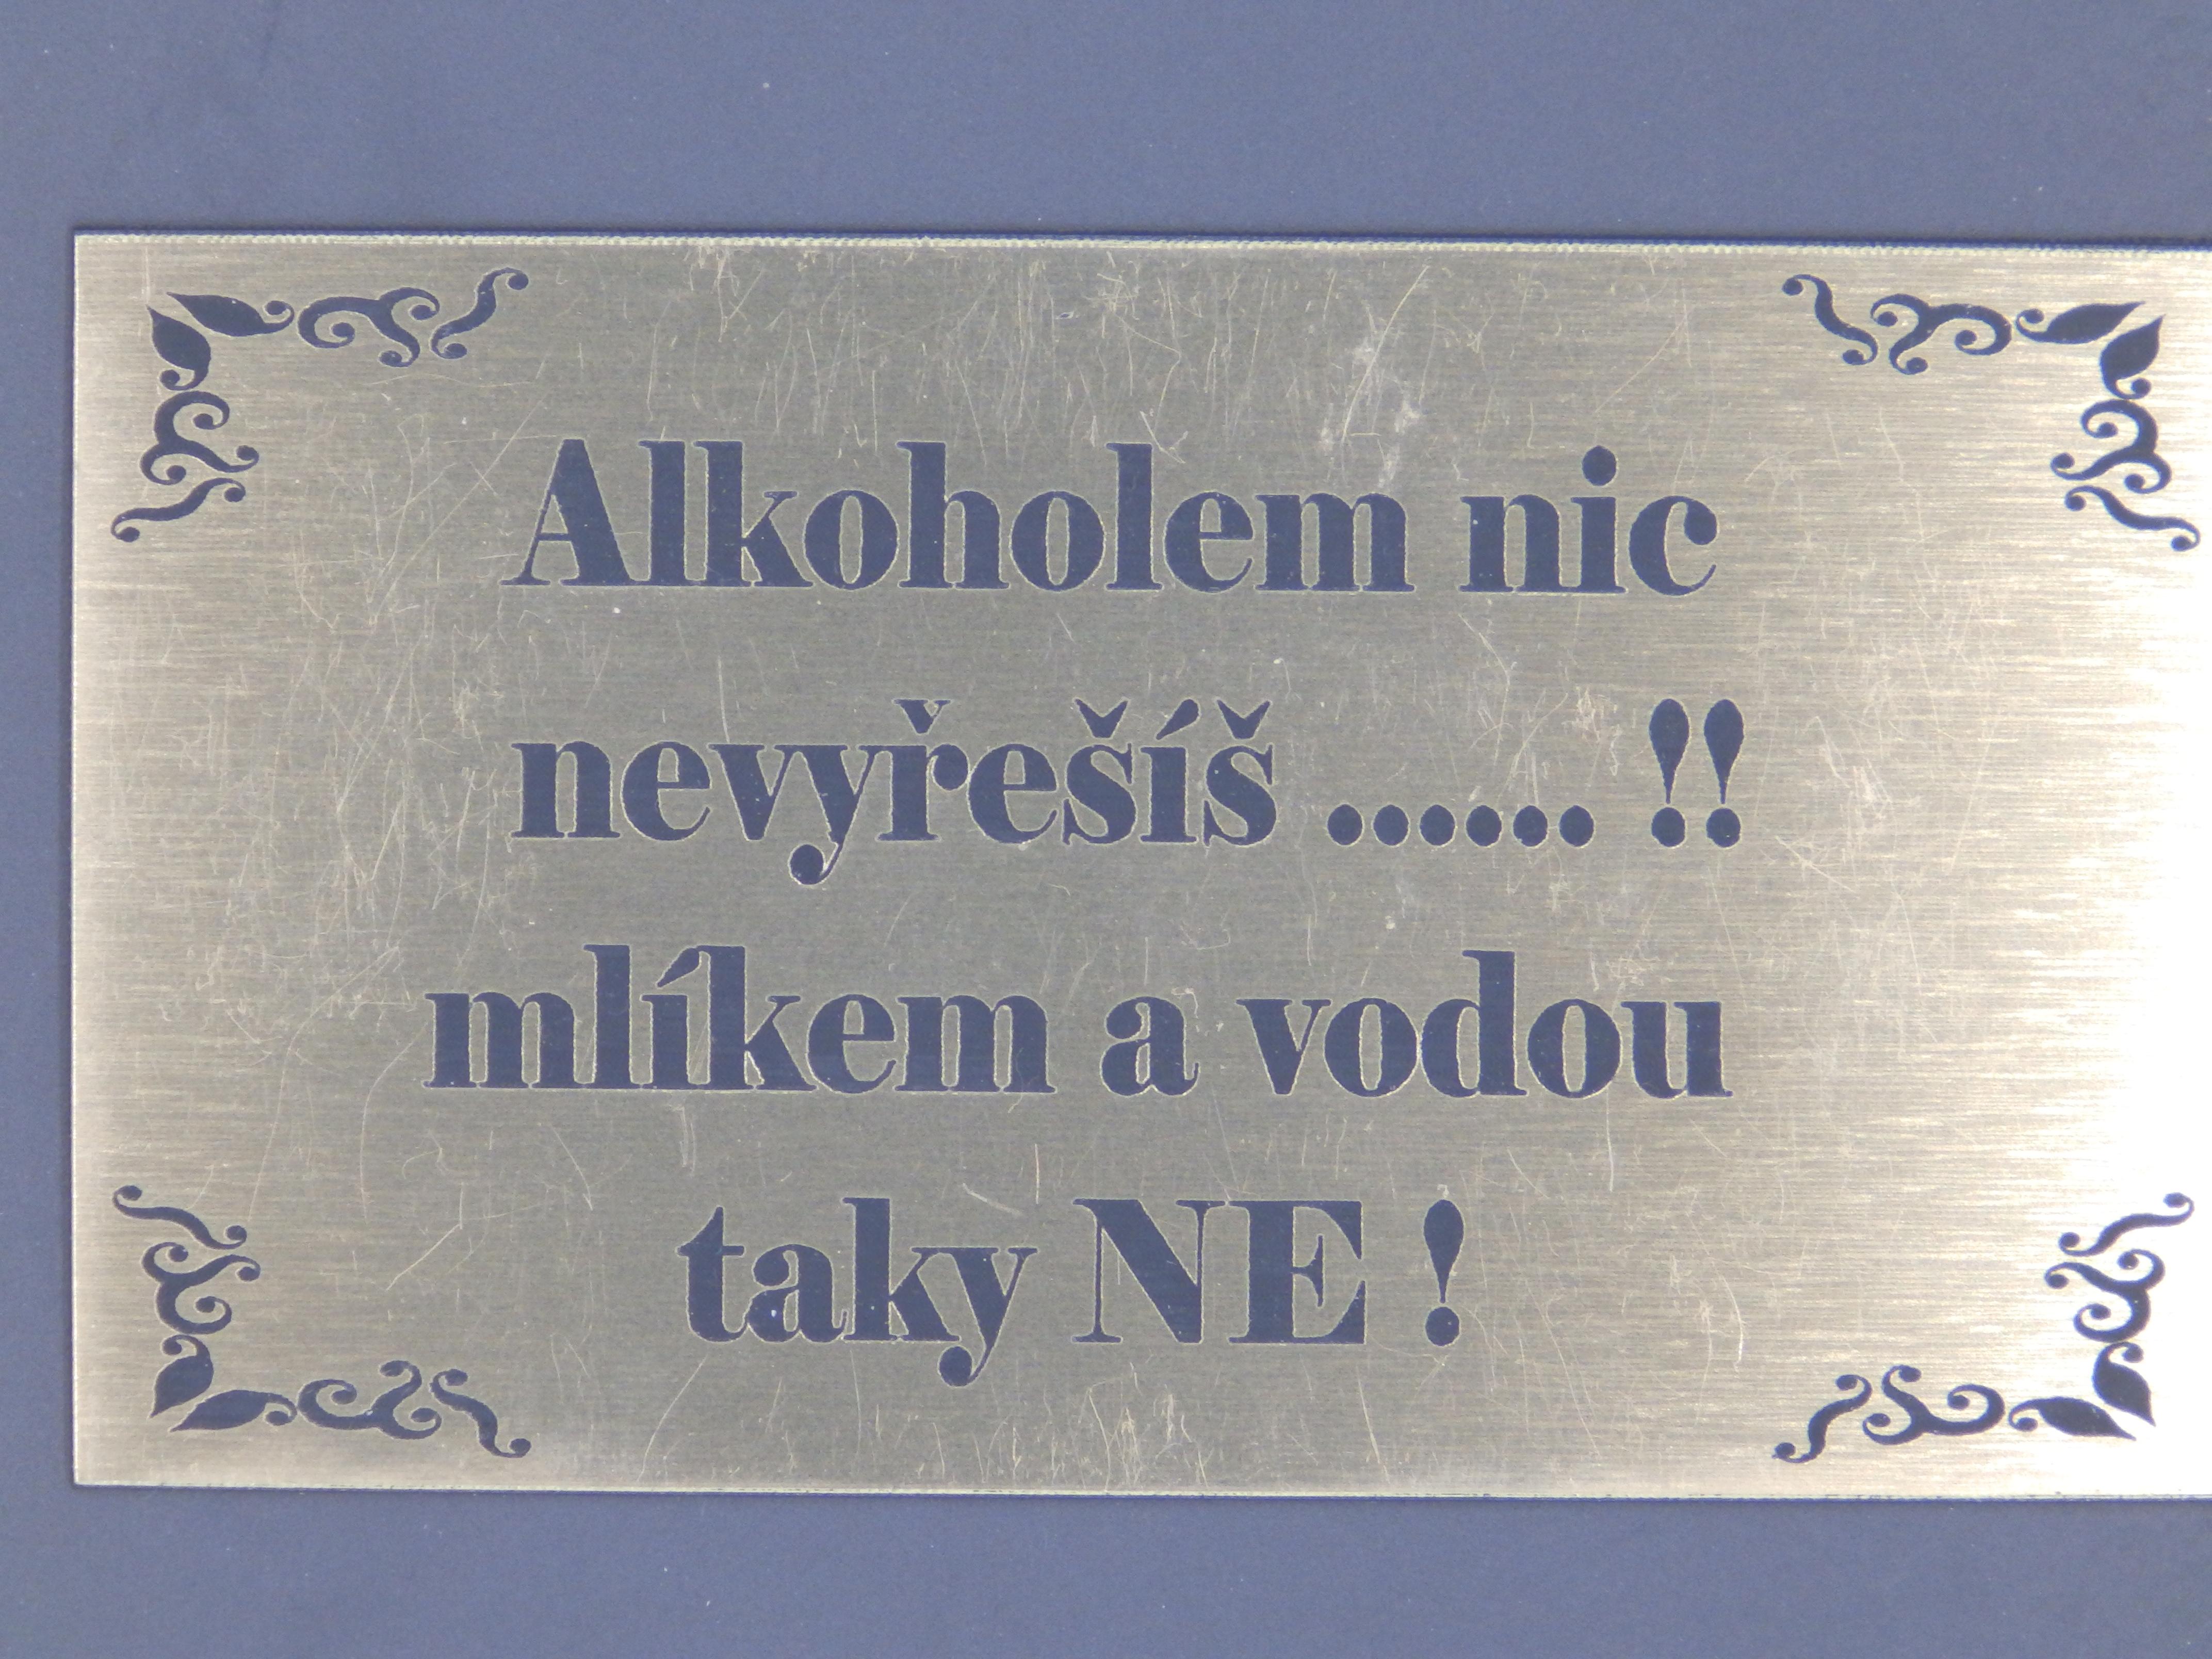 Alkoholem nic
nevyřešíš ...... !!
mlíkem a vodou
taky NE !